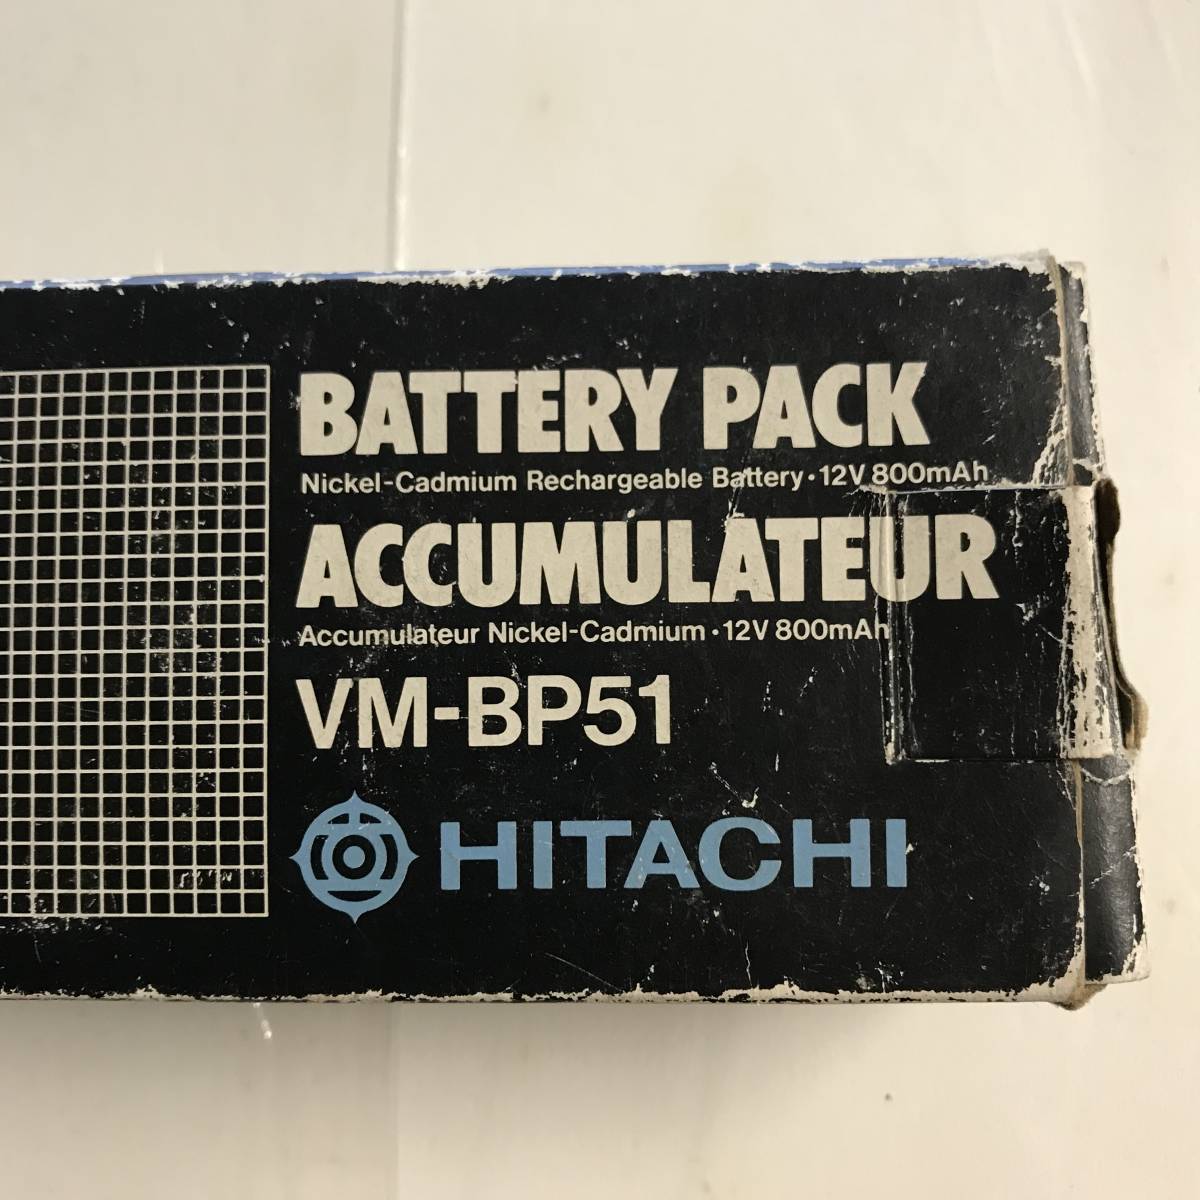 BATTERY PACK
Nickel-Cadmium Rechargeable Battery · 12V 800mAh
ACCUMULATEUR
Accumulateur Nickel-Cadmium · 12V 800mAh
VM-BP51
HITACHI